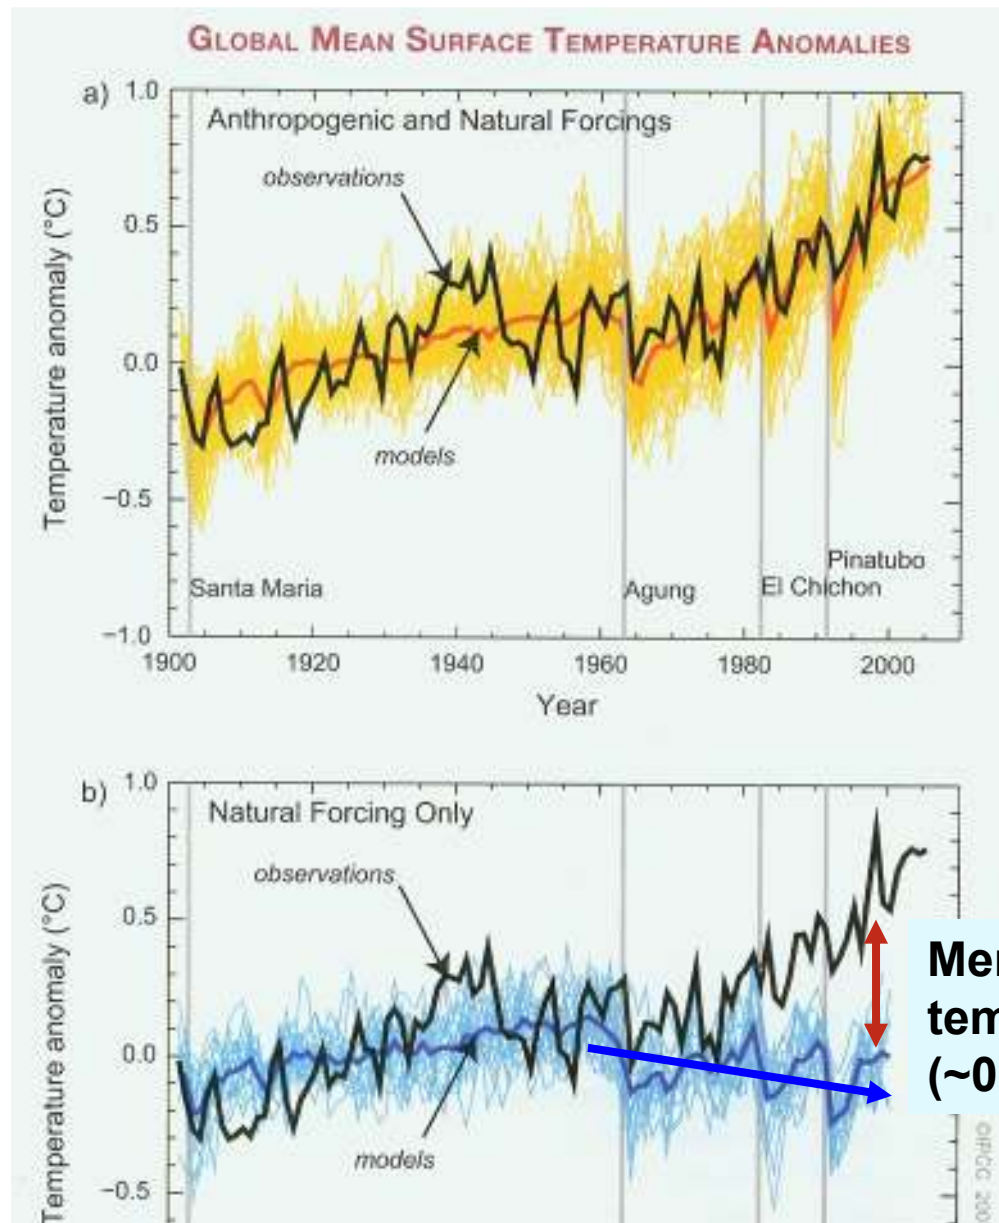 GLOBAL MEAN SURFACE TEMPERATURE ANOMALIES
a)
1.0
Anthropogenic and Natural Forcings
observations
0.5
Temperature anomaly (°C)
0.0
models
−0.5
Pinatubo
Santa Maria
Agung
El Chichon
−1.0
1900 1920 1940 1960 1980 2000
Year
b)
1.0
Natural Forcing Only
observations
0.5
Temperature anomaly (°C)
0.0
models
−0.5
(~0
©IPCC